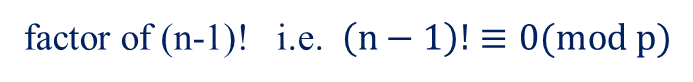 factor of (n-1)! i.e. (n − 1)! ≡ 0(mod p)